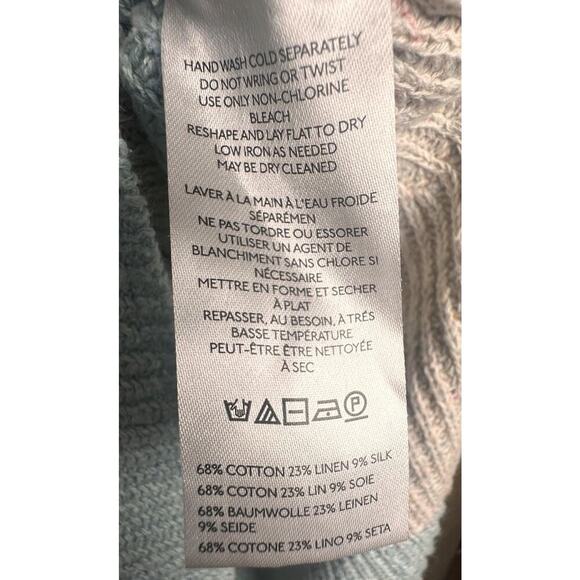 HAND WASH COLD SEPARATELY
DO NOT WRING OR TWIST
USE ONLY NON-CHLORINE
BLEACH
RESHAPE AND LAY FLAT TO DRY
LOW IRON AS NEEDED
MAY BE DRY CLEANED
LAVER À LA MAIN À L'EAU FROIDE
SÉPARÉMEN
NE PAS TORDRE OU ESSORER
UTILISER UN AGENT DE
BLANCHIMENT SANS CHLORE SI
NÉCESSAIRE
METTRE EN FORME ET SECHER
À PLAT
REPASSER, AU BESOIN, À TRÉS
BASSE TEMPÉRATURE
PEUT-ÊTRE ÊTRE NETTOYÉE
À SEC
P
68% COTTON 23% LINEN 9% SILK
68% COTON 23% LIN 9% SOIE
68% BAUMWOLLE 23% LEINEN
9% SEIDE
68% COTONE 23% LINO 9% SETA